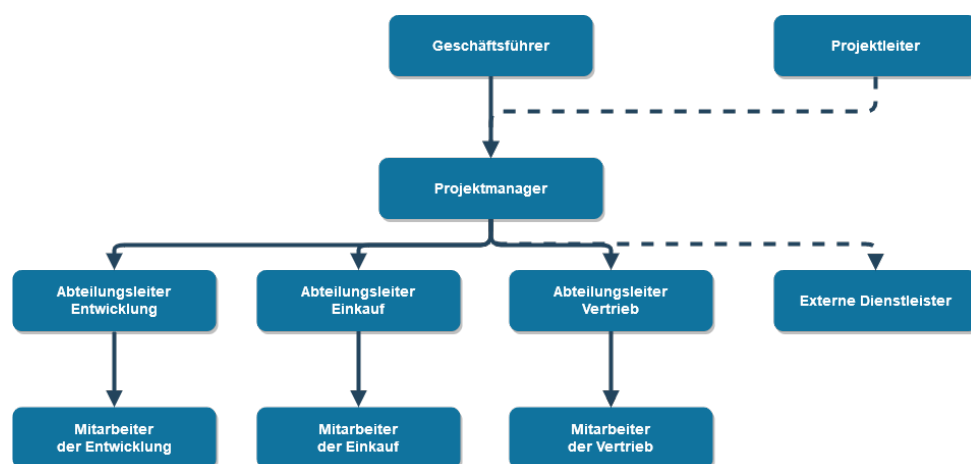 Geschäftsführer
Projektleiter
Projektmanager
Abteilungsleiter
Entwicklung
Abteilungsleiter
Einkauf
Abteilungsleiter
Vertrieb
Externe Dienstleister
Mitarbeiter
der Entwicklung
Mitarbeiter
der Einkauf
Mitarbeiter
der Vertrieb